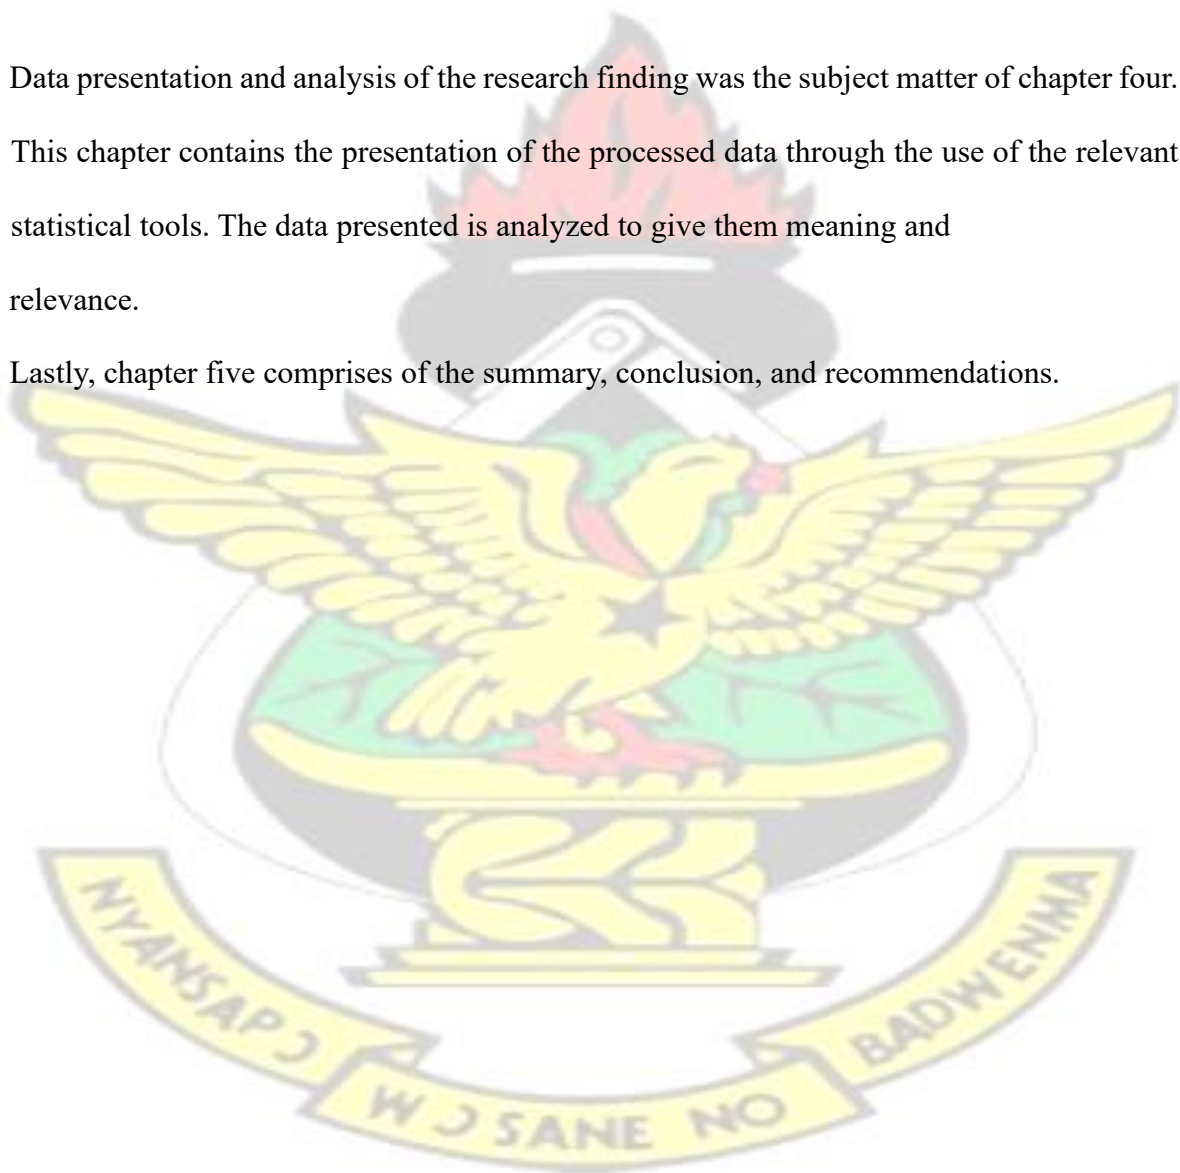 Data presentation and analysis of the research finding was the subject matter of chapter four.
This chapter contains the presentation of the processed data through the use of the relevant
statistical tools. The data presented is analyzed to give them meaning and
relevance.
Lastly, chapter five comprises of the summary, conclusion, and recommendations.
NYANSAPƆ
WƆSANE NO
BADWENMA